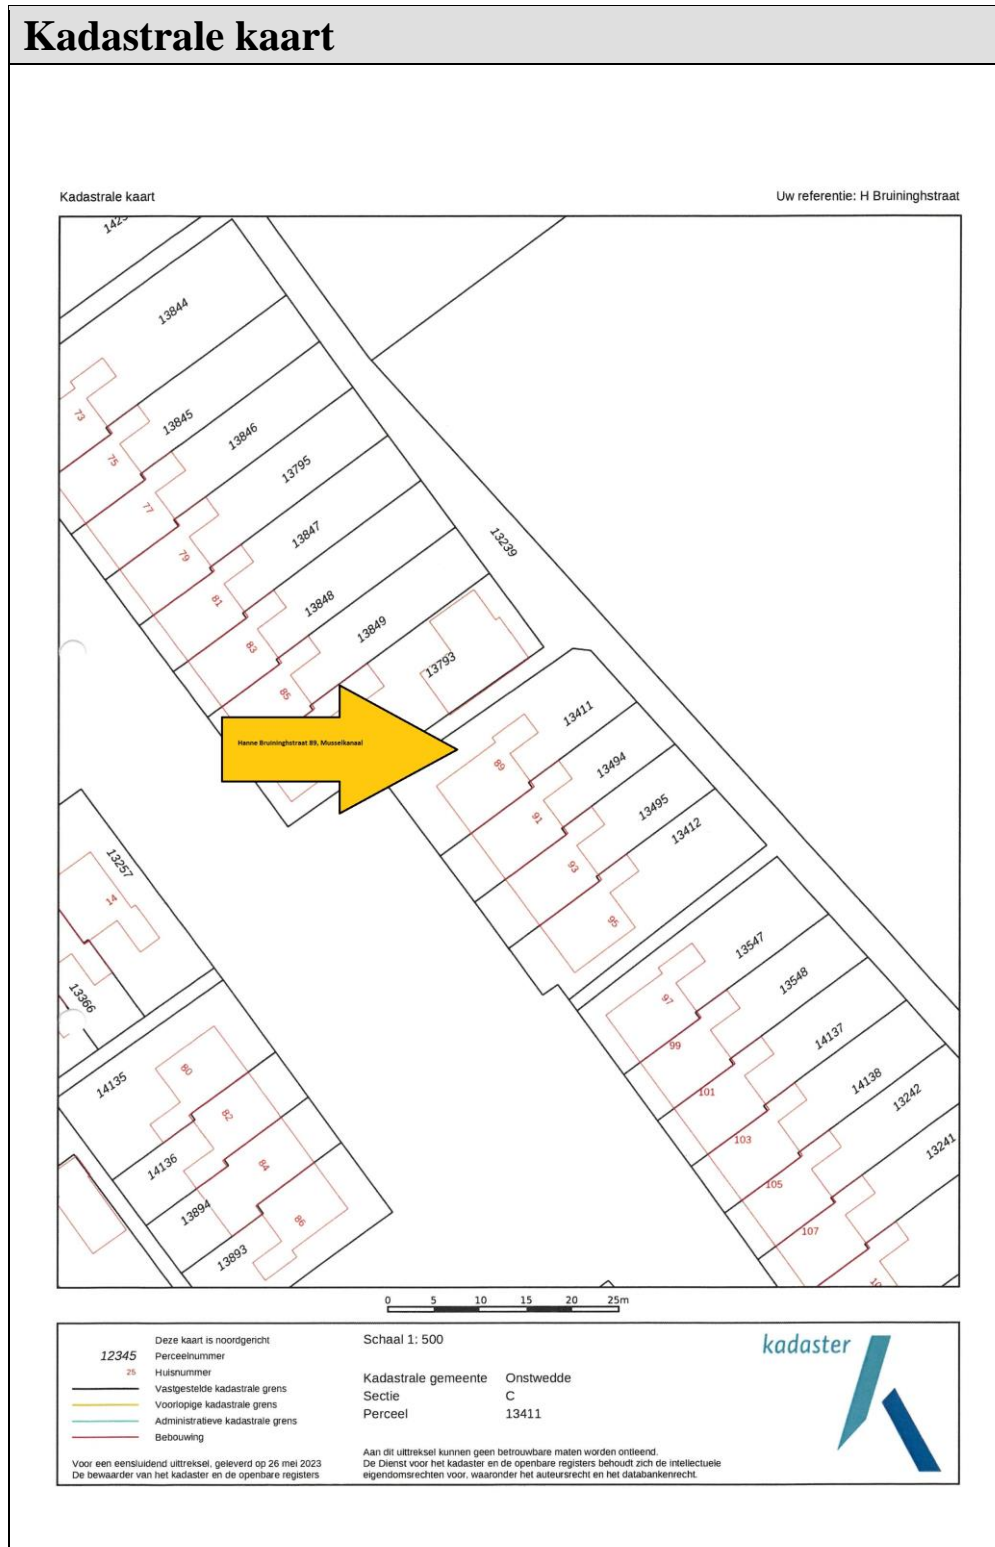 Kadastrale kaart
Kadastrale kaart
Uw referentie: H Bruininghstraat
13844
73
13845
75
13846
77
13795
79
13847
13239
81
13848
83
13849
85
13793
Hanne Bruininghstraat 89, Musselkanaal
13411
89
13494
91
13495
93
13412
95
13257
14
13366
13547
97
13548
99
14137
101
14138
103
13242
105
13241
107
14135
80
82
14136
84
13894
86
13893
0 5 10 15 20 25m
Deze kaart is noordgericht
12345 Perceelnummer
25 Huisnummer
Vastgestelde kadastrale grens
Voorlopige kadastrale grens
Administratieve kadastrale grens
Bebouwing
Voor een eensluidend uittreksel, geleverd op 26 mei 2023
De bewaarder van het kadaster en de openbare registers
Schaal 1: 500
Kadastrale gemeente Onstwedde
Sectie C
Perceel 13411
Aan dit uittreksel kunnen geen betrouwbare maten worden ontleend.
De Dienst voor het kadaster en de openbare registers behoudt zich de intellectuele
eigendomsrechten voor, waaronder het auteursrecht en het databankenrecht.
kadaster